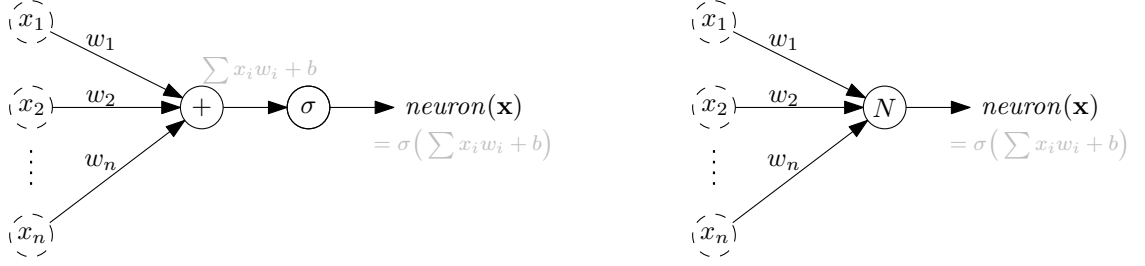 x₁
w₁
∑ xᵢwᵢ + b
x₂
w₂
+
σ
neuron(𝐱)
= σ(∑ xᵢwᵢ + b)
wₙ
xₙ
x₁
w₁
x₂
w₂
N
neuron(𝐱)
= σ(∑ xᵢwᵢ + b)
wₙ
xₙ